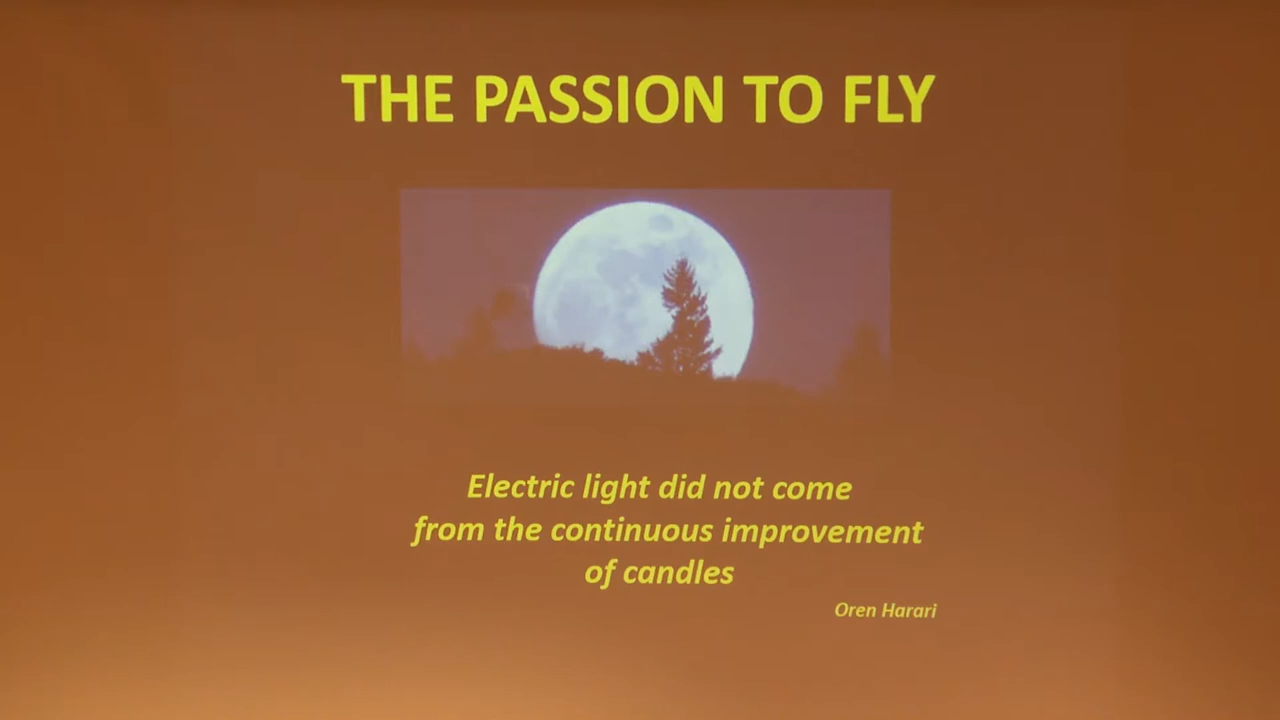 THE PASSION TO FLY
Electric light did not come
from the continuous improvement
of candles
Oren Harari